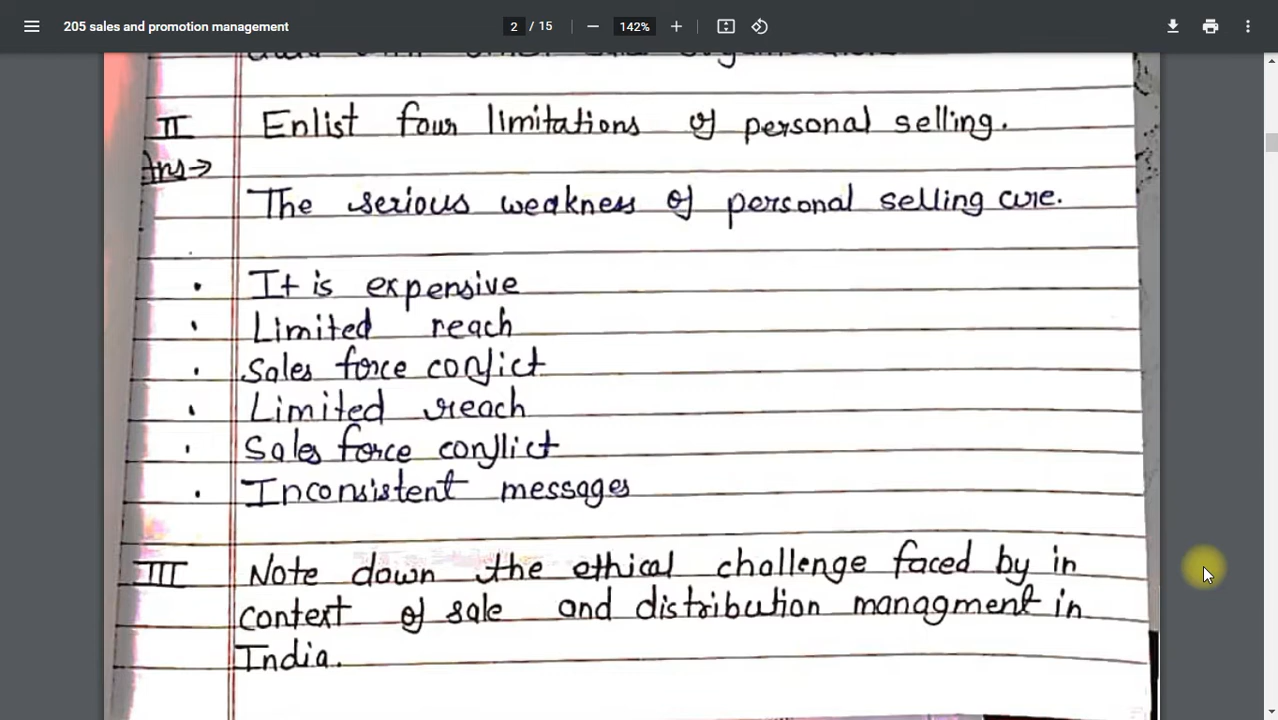 205 sales and promotion management
2 / 15
142%
II Enlist four limitations of personal selling.
Ans→
The serious weakness of personal selling are.
• It is expensive
• Limited reach
• Sales force confict
• Limited reach
• Sales force conflict
• Inconsistent messages
III Note down the ethical challenge faced by in
context of sale and distribution managment in
India.